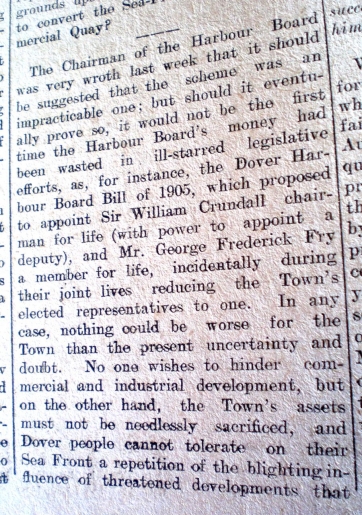 grounds up
to convert the Sea-F
mercial Quay?
The Chairman of the Harbour Board
was very wroth last week that it should
be suggested that the scheme was an
impracticable one; but should it eventu-
ally prove so, it would not be the first
time the Harbour Board's money had
been wasted in ill-starred legislative
efforts, as, for instance, the Dover Har-
bour Board Bill of 1905, which proposed
to appoint Sir William Crundall chair-
man for life (with power to appoint a
deputy), and Mr. George Frederick Fry
a member for life, incidentally during
their joint lives reducing the Town's
elected representatives to one. In any
case, nothing could be worse for the
Town than the present uncertainty and
doubt. No one wishes to hinder com-
mercial and industrial development, but
on the other hand, the Town's assets
must not be needlessly sacrificed, and
Dover people cannot tolerate on their
Sea Front a repetition of the blighting in-
fluence of threatened developments that